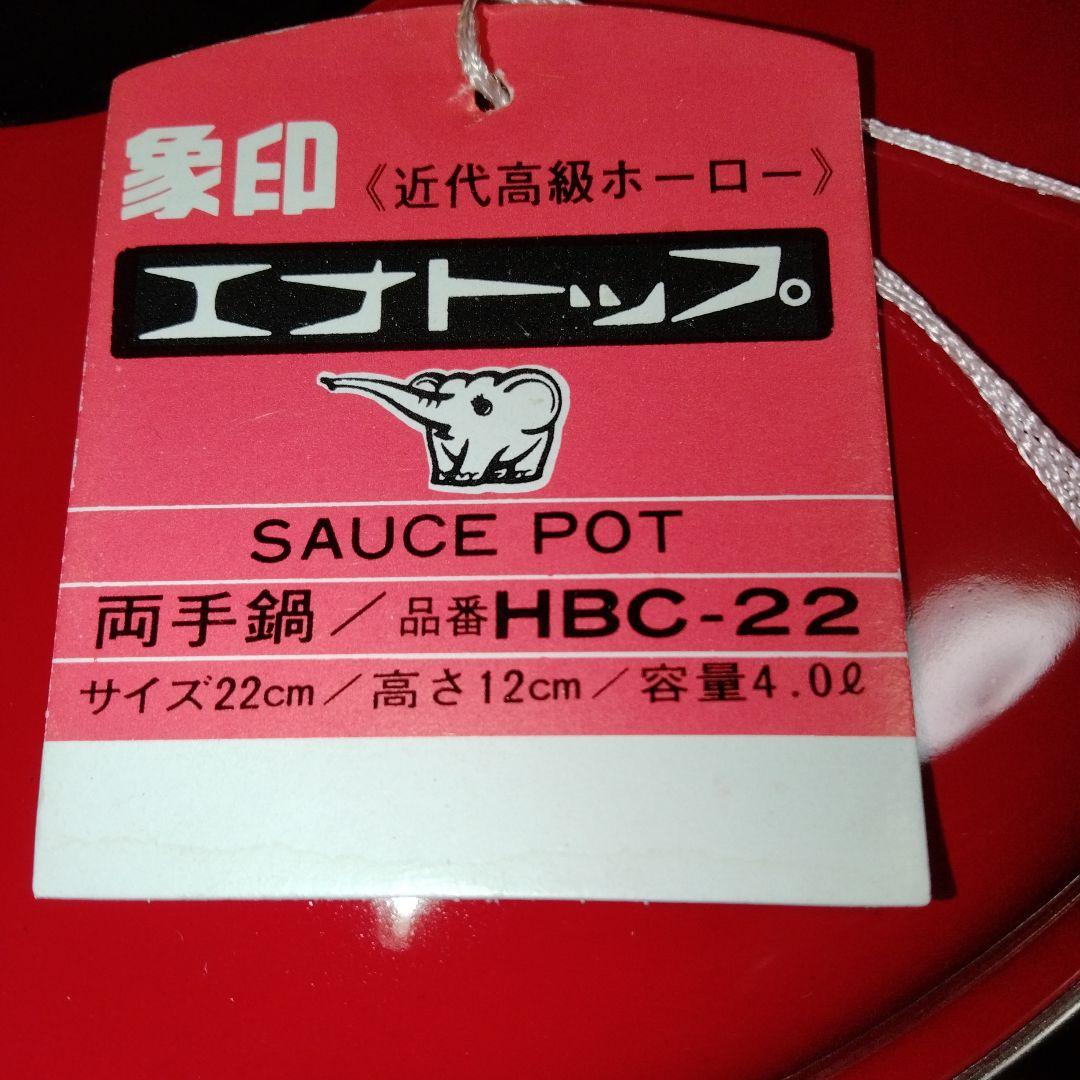 象印 《近代高級ホーロー》
エナトップ
SAUCE POT
両手鍋／品番HBC-22
サイズ22cm／高さ12cm／容量4.0ℓ